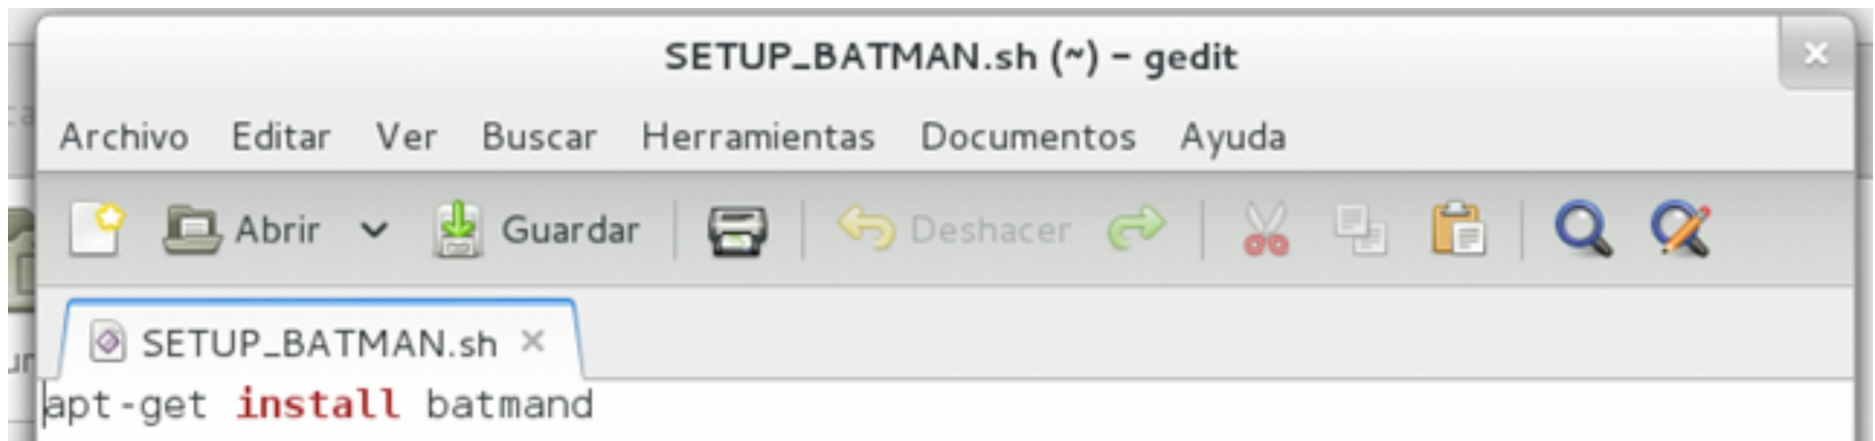 SETUP_BATMAN.sh (~) - gedit
Archivo Editar Ver Buscar Herramientas Documentos Ayuda
Abrir Guardar Deshacer
SETUP_BATMAN.sh
apt-get install batmand